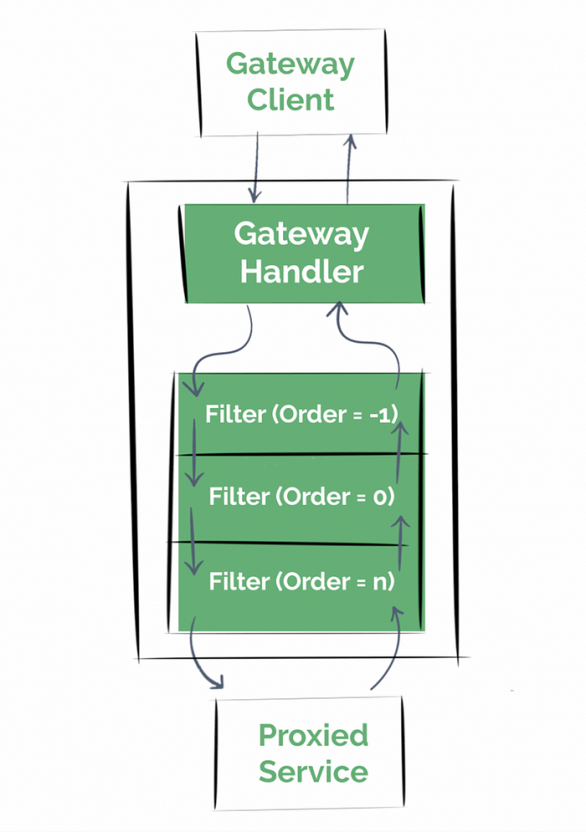 Gateway
Client
Gateway
Handler
Filter (Order = -1)
Filter (Order = 0)
Filter (Order = n)
Proxied
Service